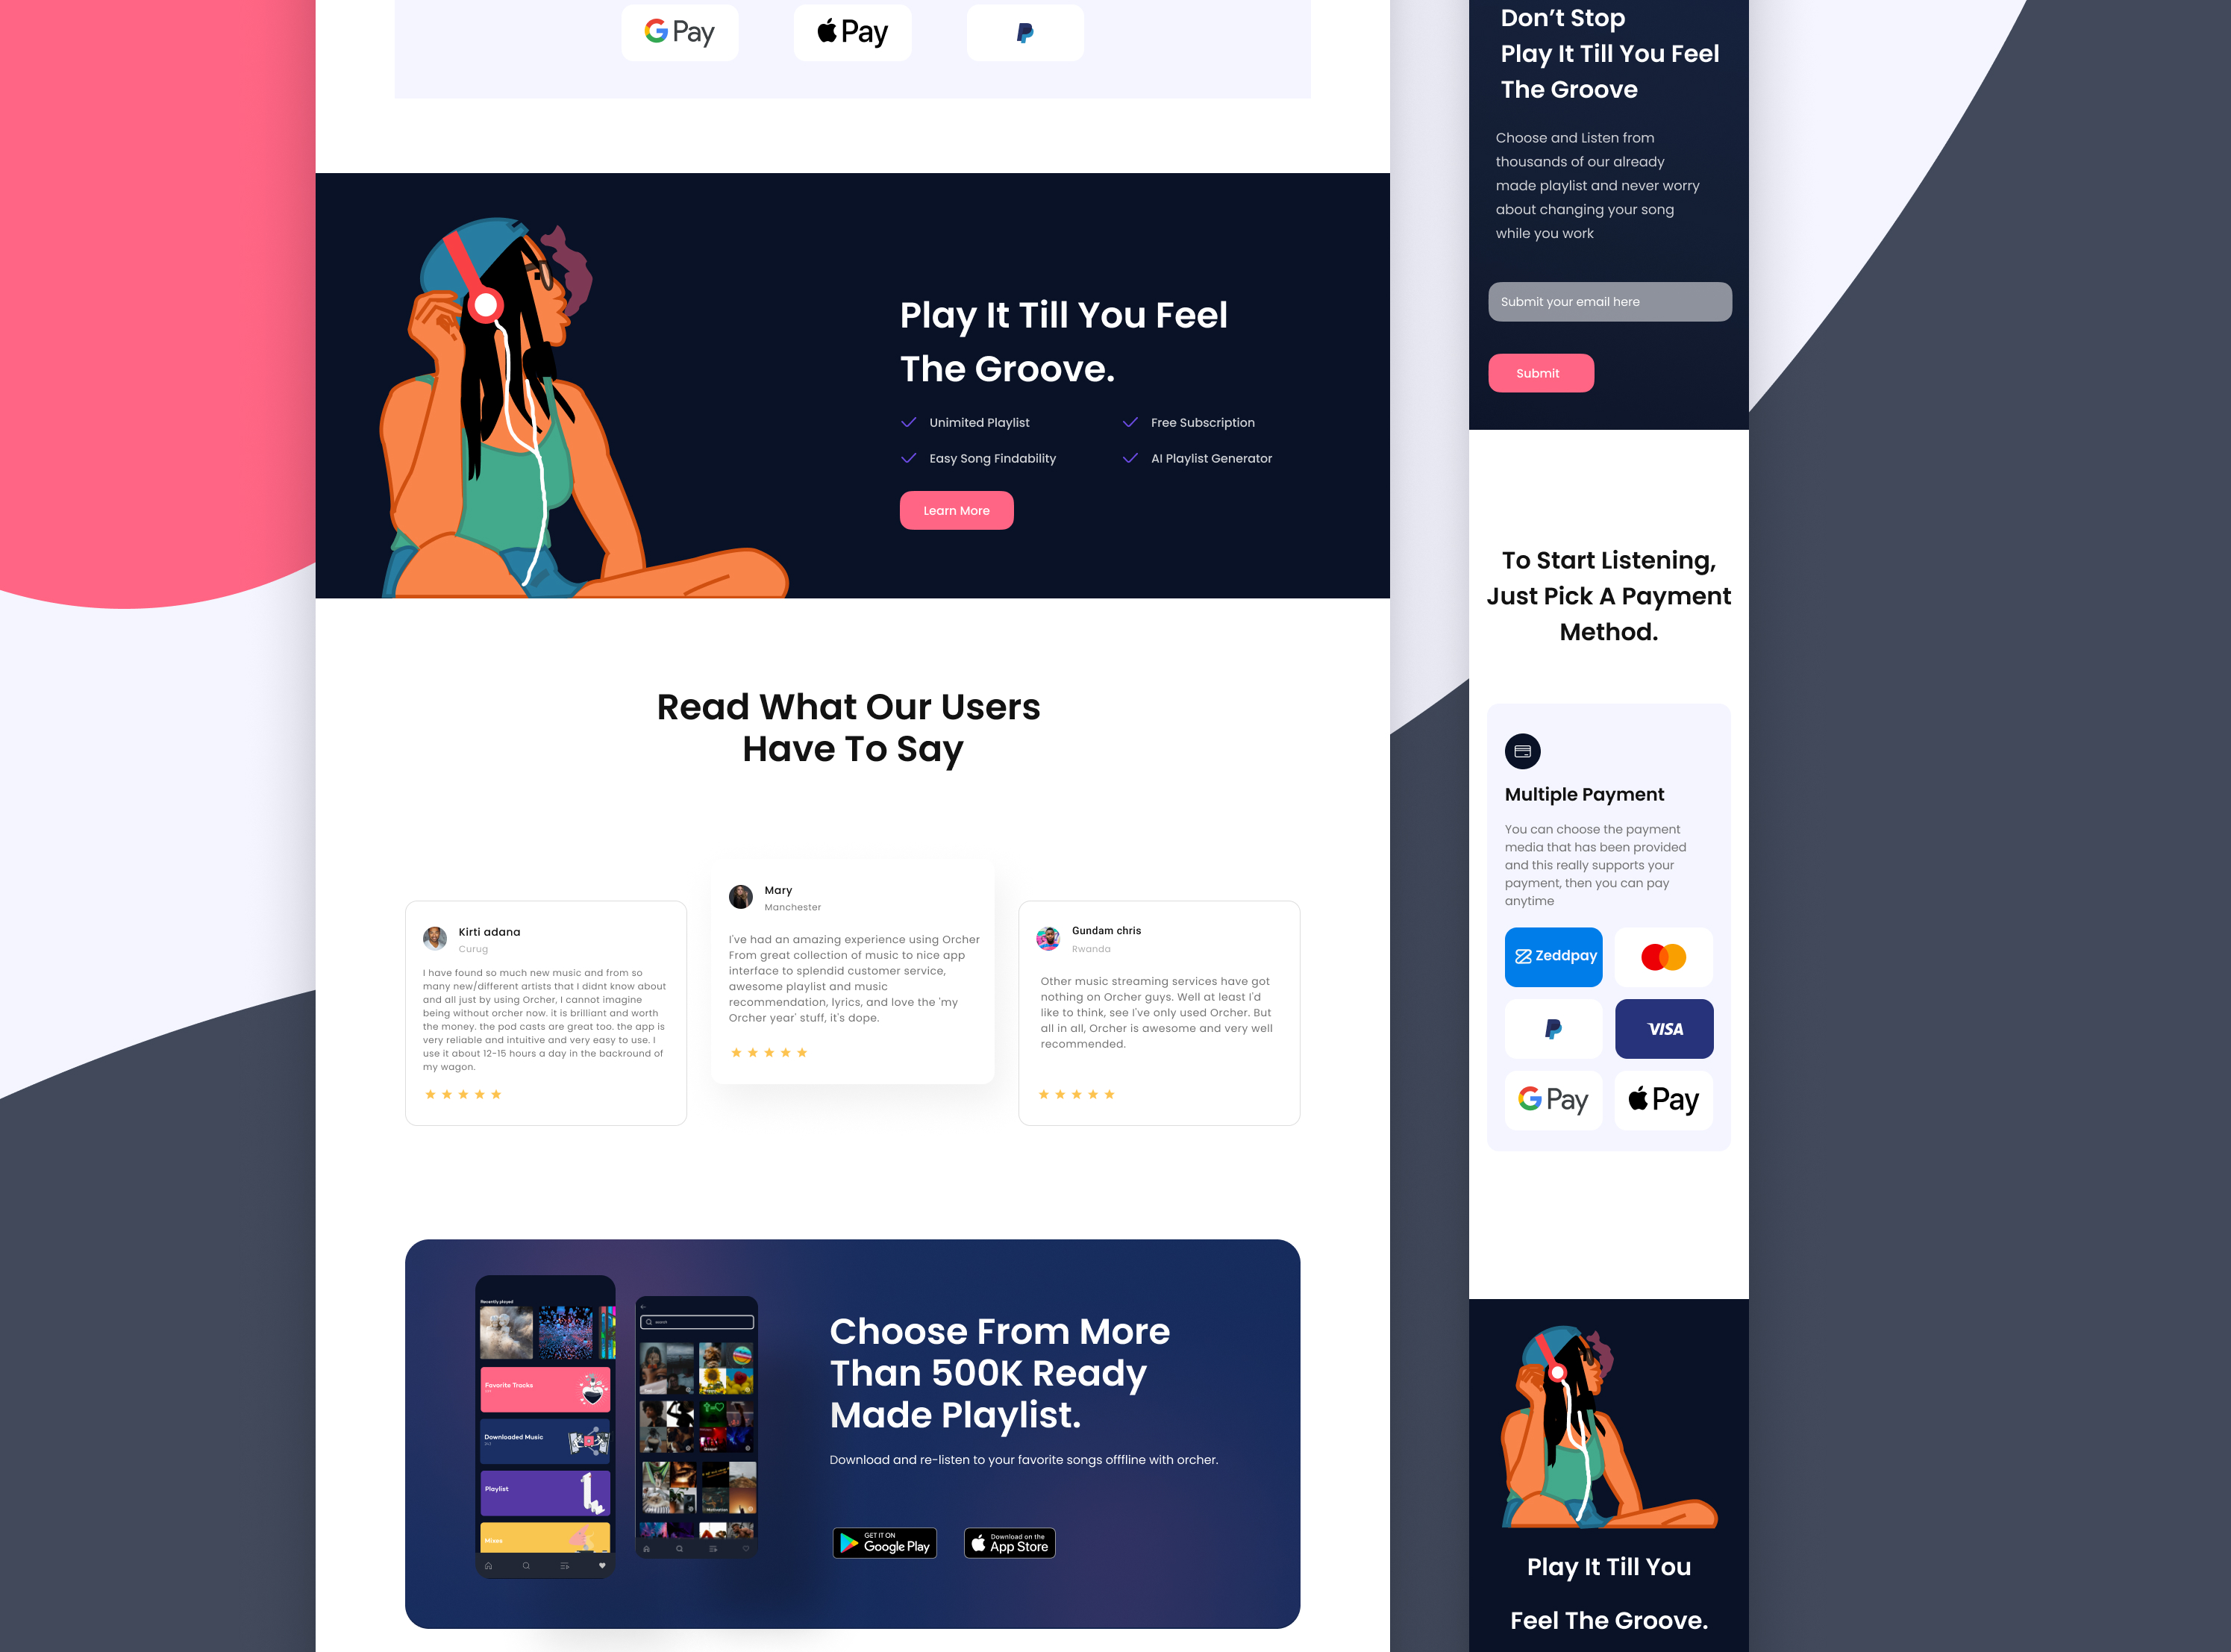 G Pay
Pay
Play It Till You Feel
The Groove.
Unimited Playlist
Free Subscription
Easy Song Findability
AI Playlist Generator
Learn More
Read What Our Users
Have To Say
Kirti adana
Curug
I have found so much new music and from so
many new/different artists that I didnt know about
and all just by using Orcher, I cannot imagine
being without orcher now. it is brilliant and worth
the money. the pod casts are great too. the app is
very reliable and intuitive and very easy to use. I
use it about 12-15 hours a day in the backround of
my wagon.
Mary
Manchester
I've had an amazing experience using Orcher
From great collection of music to nice app
interface to splendid customer service,
awesome playlist and music
recommendation, lyrics, and love the 'my
Orcher year' stuff, it's dope.
Gundam chris
Rwanda
Other music streaming services have got
nothing on Orcher guys. Well at least I'd
like to think, see I've only used Orcher. But
all in all, Orcher is awesome and very well
recommended.
Recently played
Favorite Tracks
Downloaded Music
Playlist
Mixes
search
Choose From More
Than 500K Ready
Made Playlist.
Download and re-listen to your favorite songs offfline with orcher.
GET IT ON
Google Play
Download on the
App Store
Don’t Stop
Play It Till You Feel
The Groove
Choose and Listen from
thousands of our already
made playlist and never worry
about changing your song
while you work
Submit your email here
Submit
To Start Listening,
Just Pick A Payment
Method.
Multiple Payment
You can choose the payment
media that has been provided
and this really supports your
payment, then you can pay
anytime
Zeddpay
VISA
G Pay
Pay
Play It Till You
Feel The Groove.